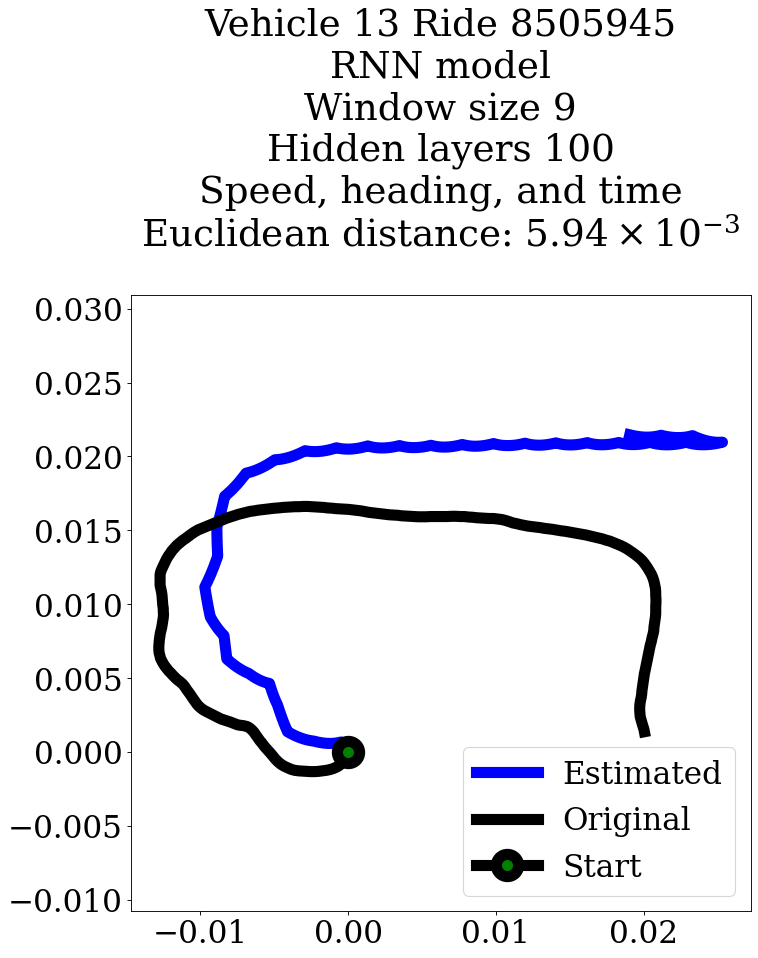 Vehicle 13 Ride 8505945
RNN model
Window size 9
Hidden layers 100
Speed, heading, and time
Euclidean distance: 5.94 × 10⁻³
0.030
0.025
0.020
0.015
0.010
0.005
0.000
−0.005
−0.010
−0.01 0.00 0.01 0.02
Estimated
Original
Start